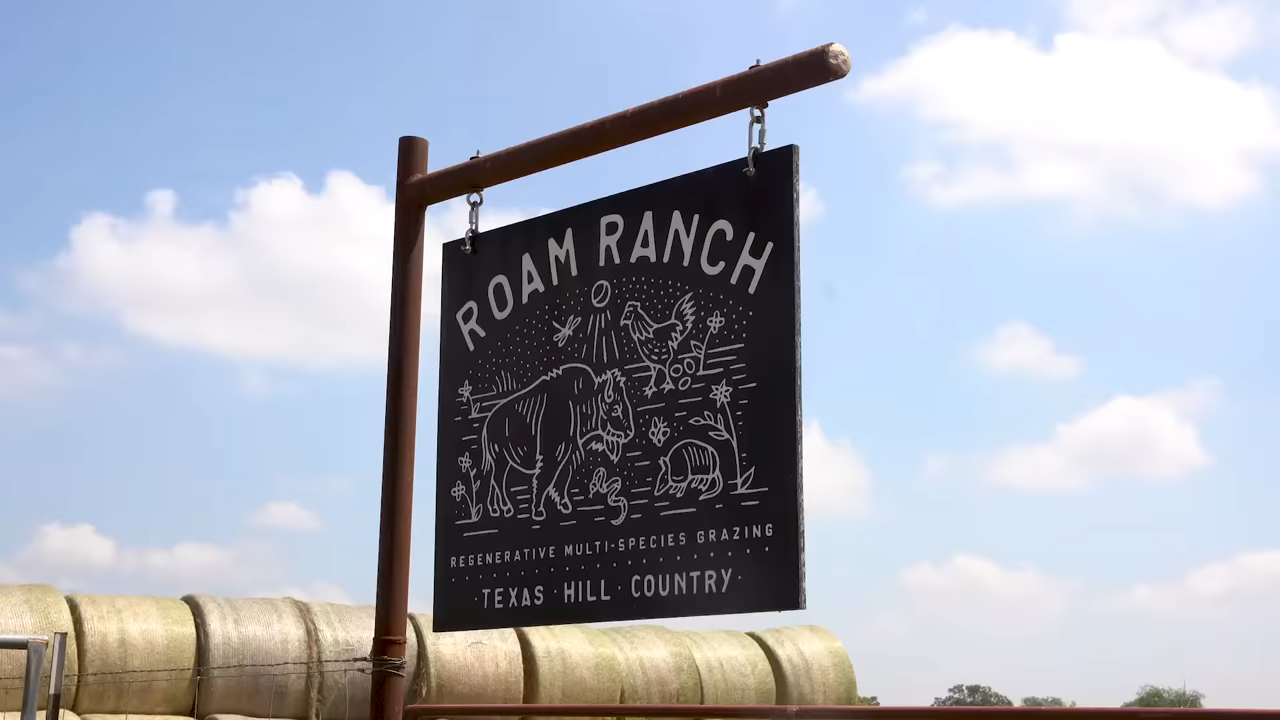 ROAM RANCH
REGENERATIVE MULTI-SPECIES GRAZING
·TEXAS·HILL·COUNTRY·